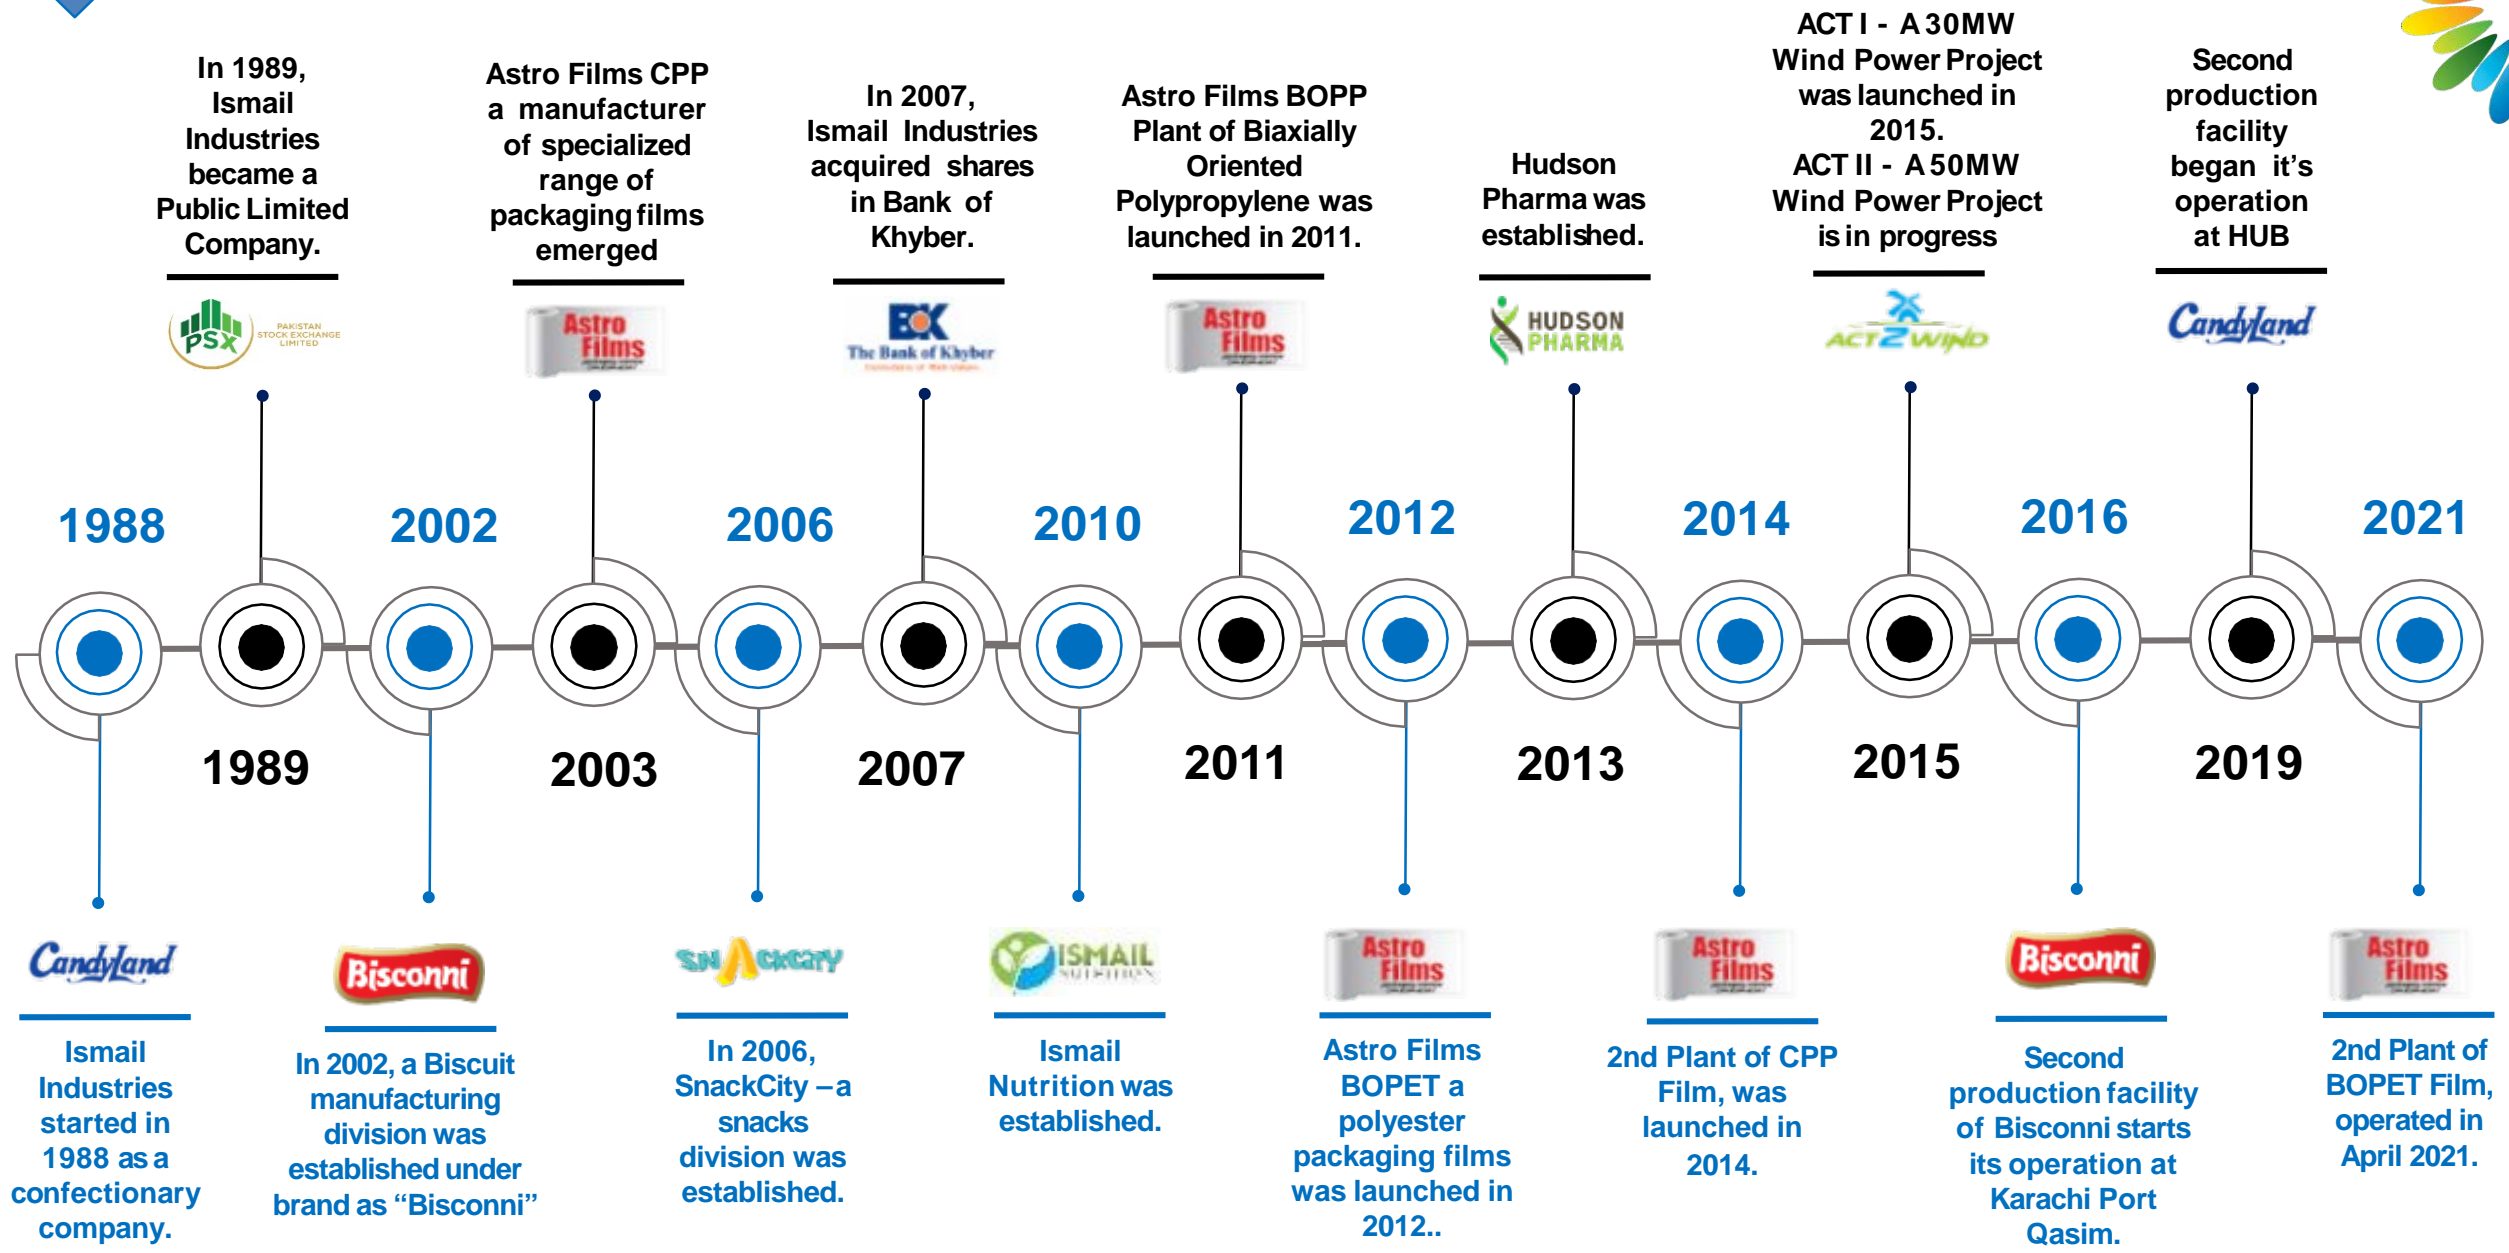 In 1989,
Ismail
Industries
became a
Public Limited
Company.
PSX
PAKISTAN
STOCK EXCHANGE
LIMITED
Astro Films CPP
a manufacturer
of specialized
range of
packaging films
emerged
Astro
Films
In 2007,
Ismail Industries
acquired shares
in Bank of
Khyber.
BK
The Bank of Khyber
Astro Films BOPP
Plant of Biaxially
Oriented
Polypropylene was
launched in 2011.
Astro
Films
Hudson
Pharma was
established.
HUDSON
PHARMA
ACT I - A 30MW
Wind Power Project
was launched in
2015.
ACT II - A 50MW
Wind Power Project
is in progress
ACT2WIND
Second
production
facility
began it’s
operation
at HUB
Candyland
1988
2002
2006
2010
2012
2014
2016
2021
1989
2003
2007
2011
2013
2015
2019
Candyland
Ismail
Industries
started in
1988 as a
confectionary
company.
Bisconni
In 2002, a Biscuit
manufacturing
division was
established under
brand as “Bisconni”
SNACKCITY
In 2006,
SnackCity – a
snacks
division was
established.
ISMAIL
NUTRITION
Ismail
Nutrition was
established.
Astro
Films
Astro Films
BOPET a
polyester
packaging films
was launched in
2012..
Astro
Films
2nd Plant of CPP
Film, was
launched in
2014.
Bisconni
Second
production facility
of Bisconni starts
its operation at
Karachi Port
Qasim.
Astro
Films
2nd Plant of
BOPET Film,
operated in
April 2021.